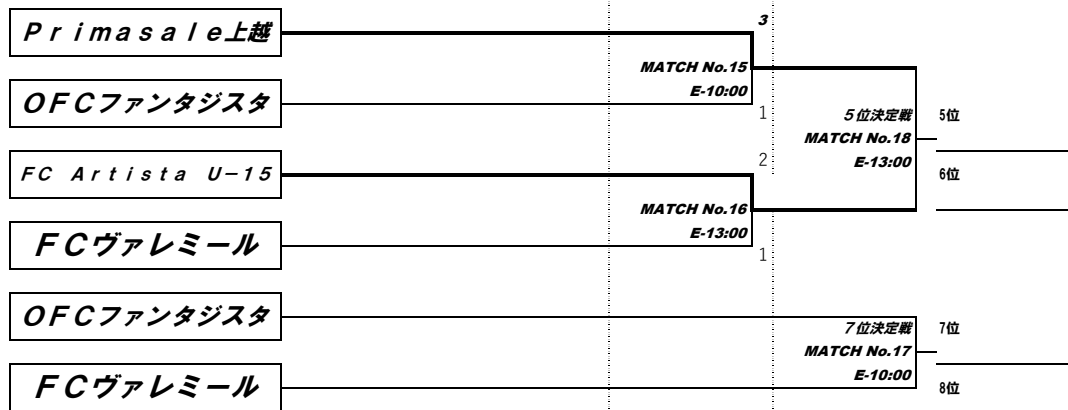 Ｐｒｉｍａｓａｌｅ上越
3
MATCH No.15
E-10:00
ＯＦＣファンタジスタ
1
５位決定戦
5位
MATCH No.18
2
E-13:00
ＦＣ Ａｒｔｉｓｔａ Ｕ－１５
6位
MATCH No.16
E-13:00
ＦＣヴァレミール
1
ＯＦＣファンタジスタ
７位決定戦
7位
MATCH No.17
E-10:00
ＦＣヴァレミール
8位